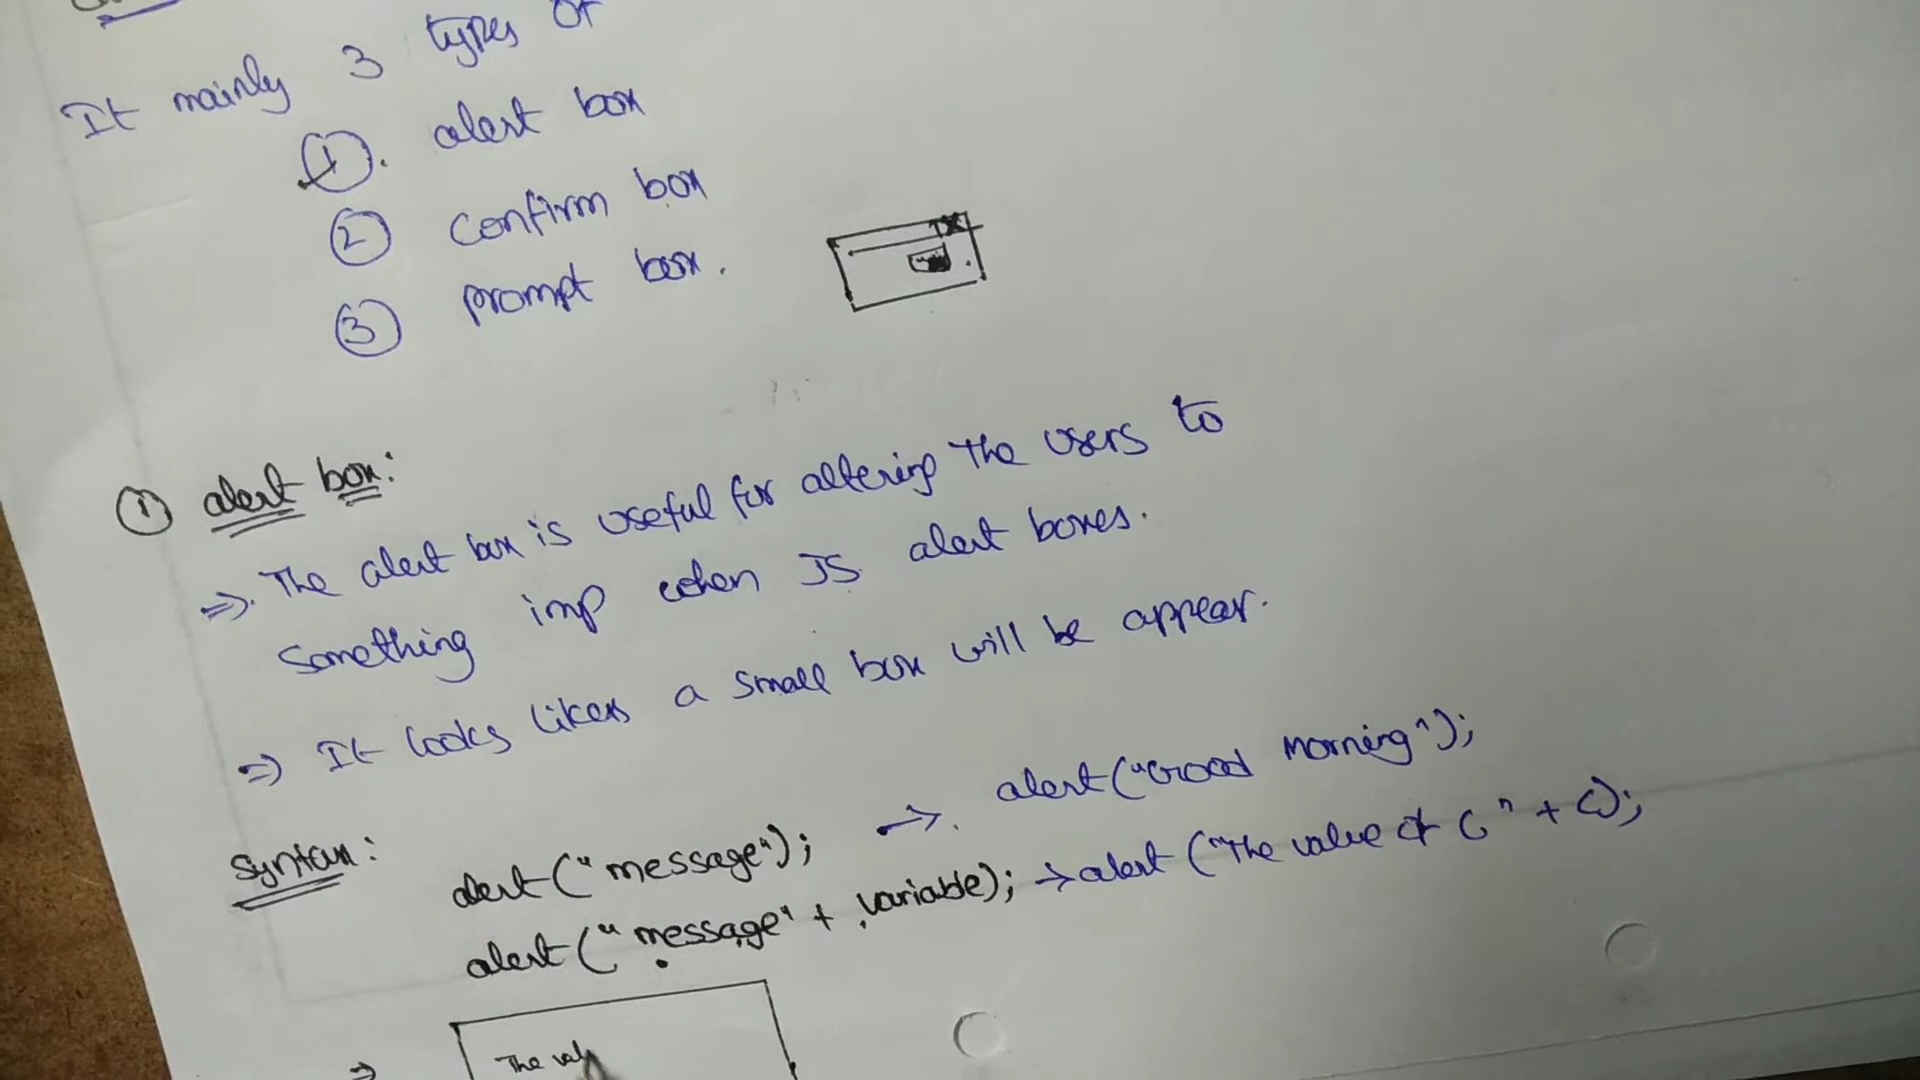 It mainly 3 types of
①. alert box
② Confirm box
③ prompt box.
① alert box:
⇒. The alert box is useful for altering the users to
Something imp when JS alert boxes.
⇒ It looks likes a small box will be appear.
Syntax:
alert("message"); → alert("Good Morning");
alert("message" + variable); → alert("The value of C" + C);
⇒
The val